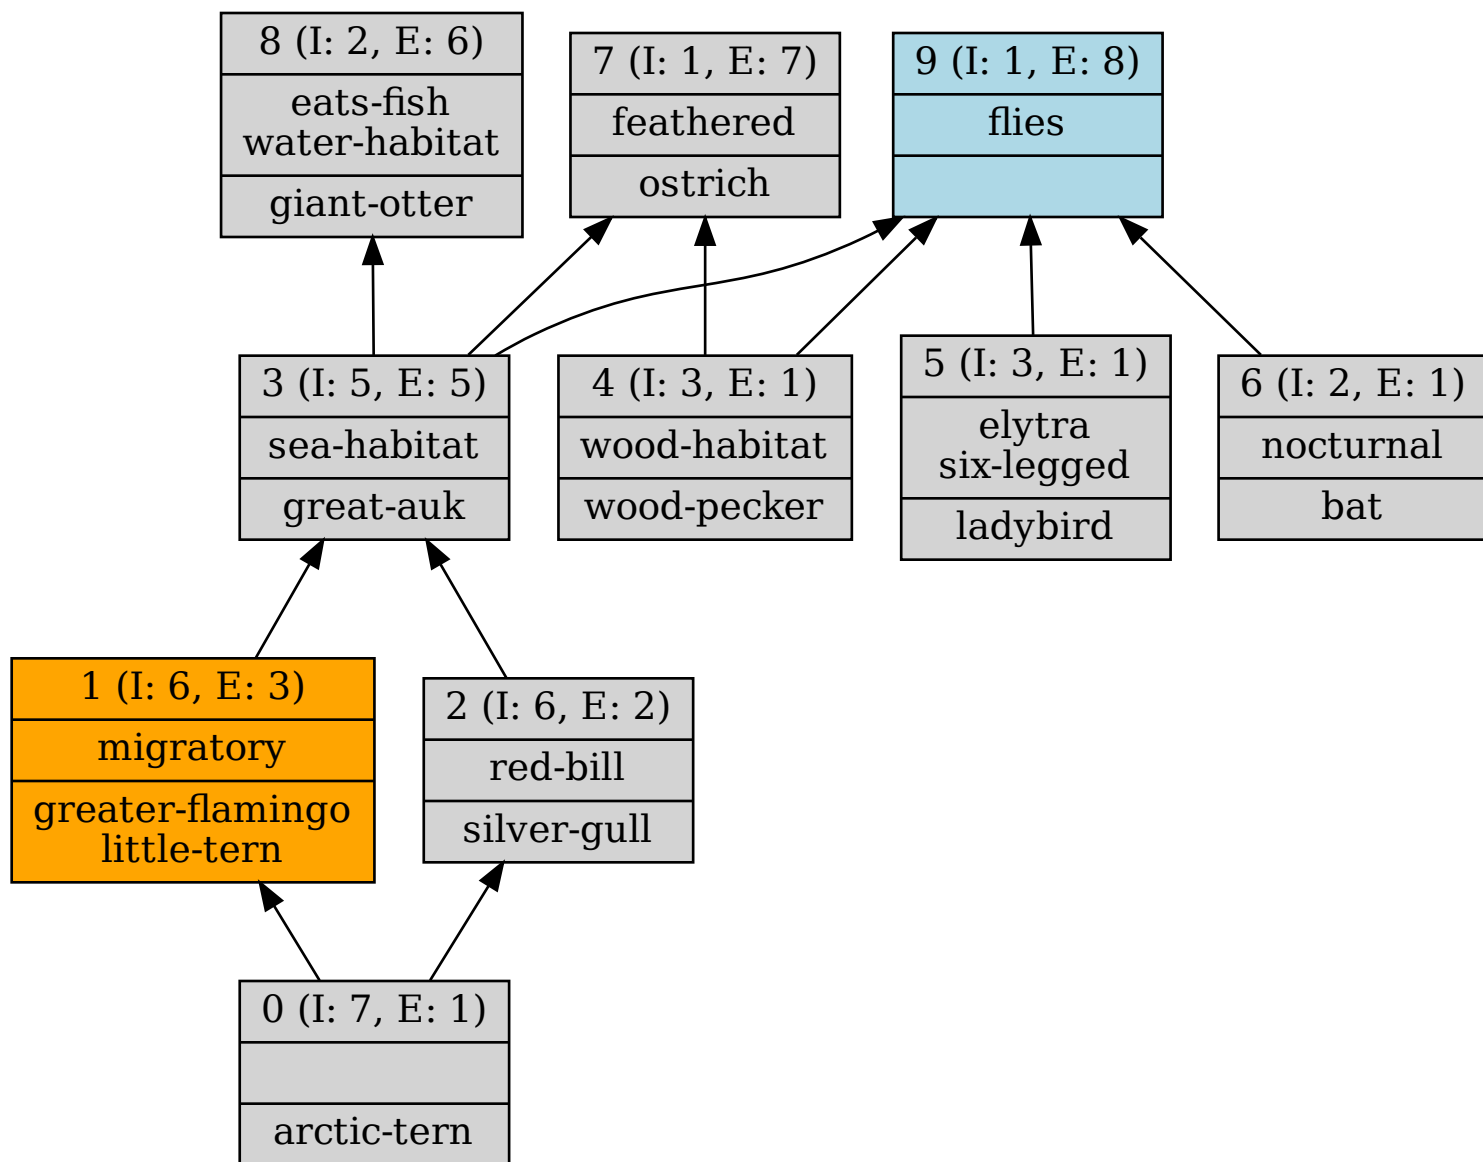 8 (I: 2, E: 6)
eats-fish
water-habitat
giant-otter
7 (I: 1, E: 7)
feathered
ostrich
9 (I: 1, E: 8)
flies
3 (I: 5, E: 5)
sea-habitat
great-auk
4 (I: 3, E: 1)
wood-habitat
wood-pecker
5 (I: 3, E: 1)
elytra
six-legged
ladybird
6 (I: 2, E: 1)
nocturnal
bat
1 (I: 6, E: 3)
migratory
greater-flamingo
little-tern
2 (I: 6, E: 2)
red-bill
silver-gull
0 (I: 7, E: 1)
arctic-tern